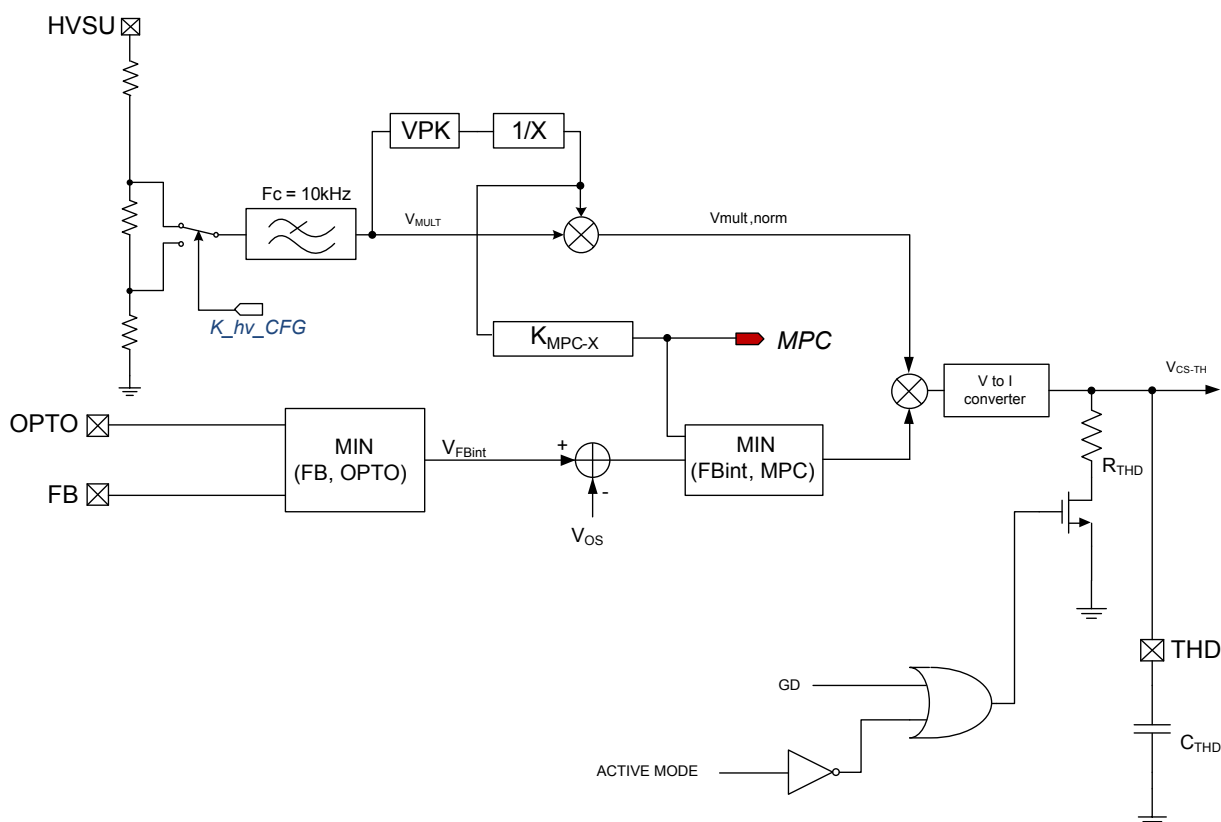 HVSU
VPK
1/X
Fc = 10kHz
VMULT
Vmult,norm
K_hv_CFG
KMPC-X
MPC
V to I
converter
VCS-TH
OPTO
FB
MIN
(FB, OPTO)
VFBint
+
-
VOS
MIN
(FBint, MPC)
RTHD
THD
GD
ACTIVE MODE
CTHD